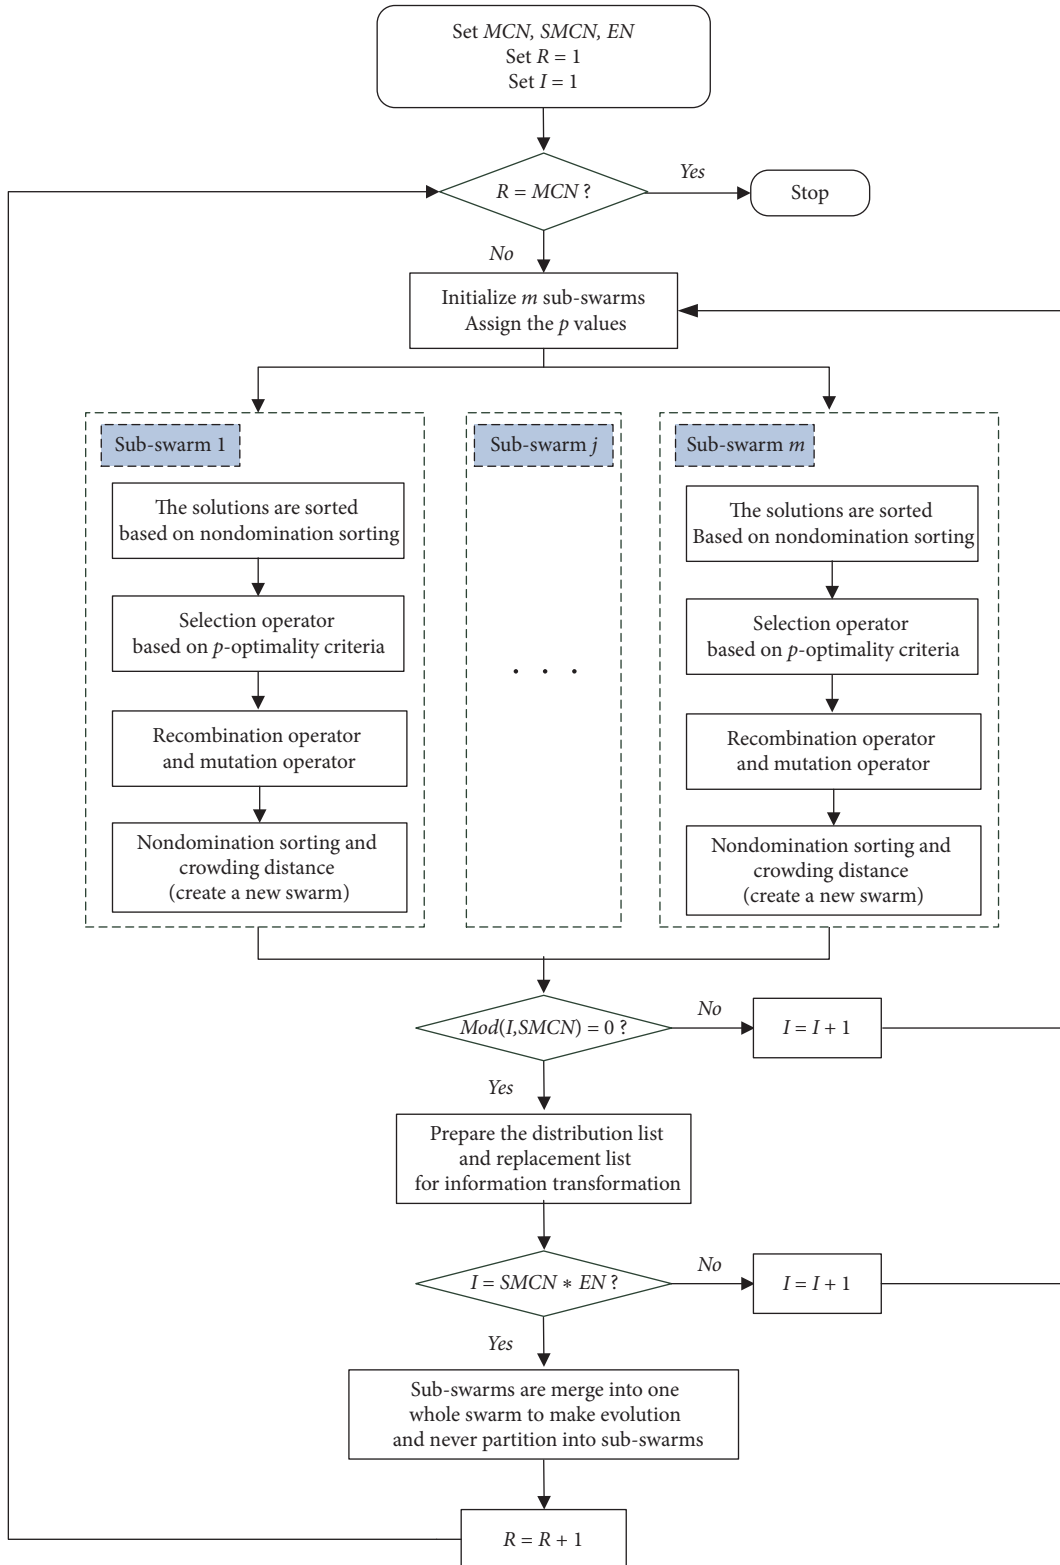 Set MCN, SMCN, EN
Set R = 1
Set I = 1
R = MCN ?
Yes
Stop
No
Initialize m sub-swarms
Assign the p values
Sub-swarm 1
The solutions are sorted
based on nondomination sorting
Selection operator
based on p-optimality criteria
Recombination operator
and mutation operator
Nondomination sorting and
crowding distance
(create a new swarm)
Sub-swarm j
. . .
Sub-swarm m
The solutions are sorted
Based on nondomination sorting
Selection operator
based on p-optimality criteria
Recombination operator
and mutation operator
Nondomination sorting and
crowding distance
(create a new swarm)
Mod(I,SMCN) = 0 ?
No
I = I + 1
Yes
Prepare the distribution list
and replacement list
for information transformation
I = SMCN ∗ EN ?
No
I = I + 1
Yes
Sub-swarms are merge into one
whole swarm to make evolution
and never partition into sub-swarms
R = R + 1